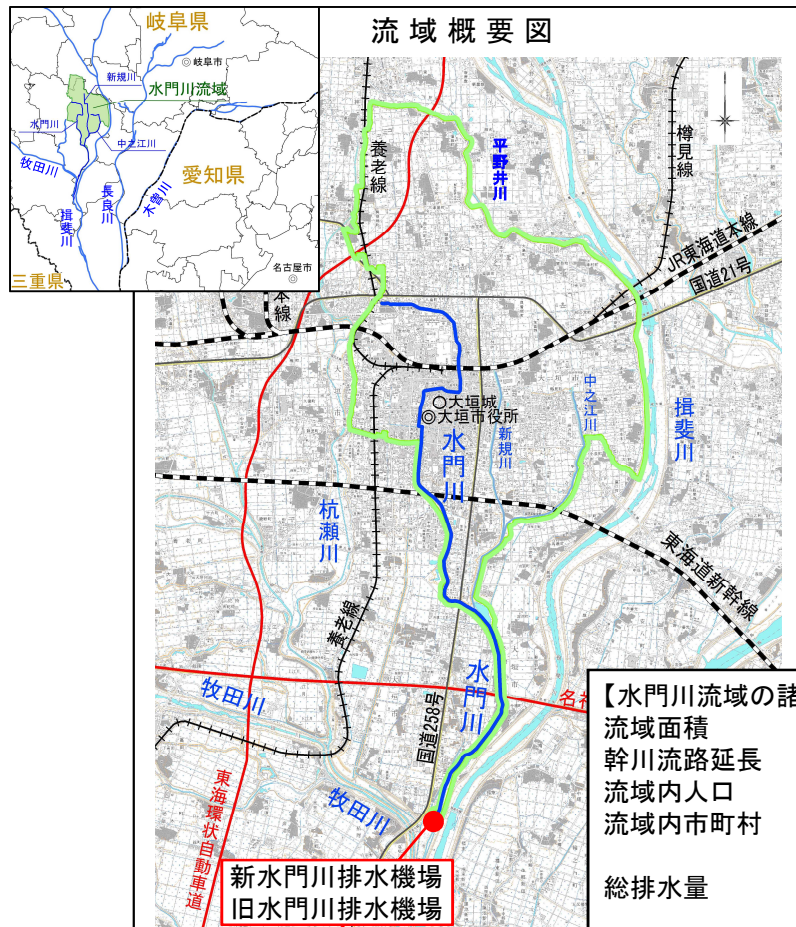 流域概要図
岐阜県
◎岐阜市
新規川
水門川流域
水門川
中之江川
牧田川
愛知県
揖斐川
長良川
木曽川
三重県
名古屋市
◎
養老線
平野井川
樽見線
JR東海道本線
国道21号
本線
○大垣城
◎大垣市役所
水門川
新規川
中之江川
揖斐川
杭瀬川
東海道新幹線
養老線
水門川
牧田川
国道258号
名神
牧田川
東海環状自動車道
新水門川排水機場
旧水門川排水機場
【水門川流域の諸
流域面積
幹川流路延長
流域内人口
流域内市町村
総排水量